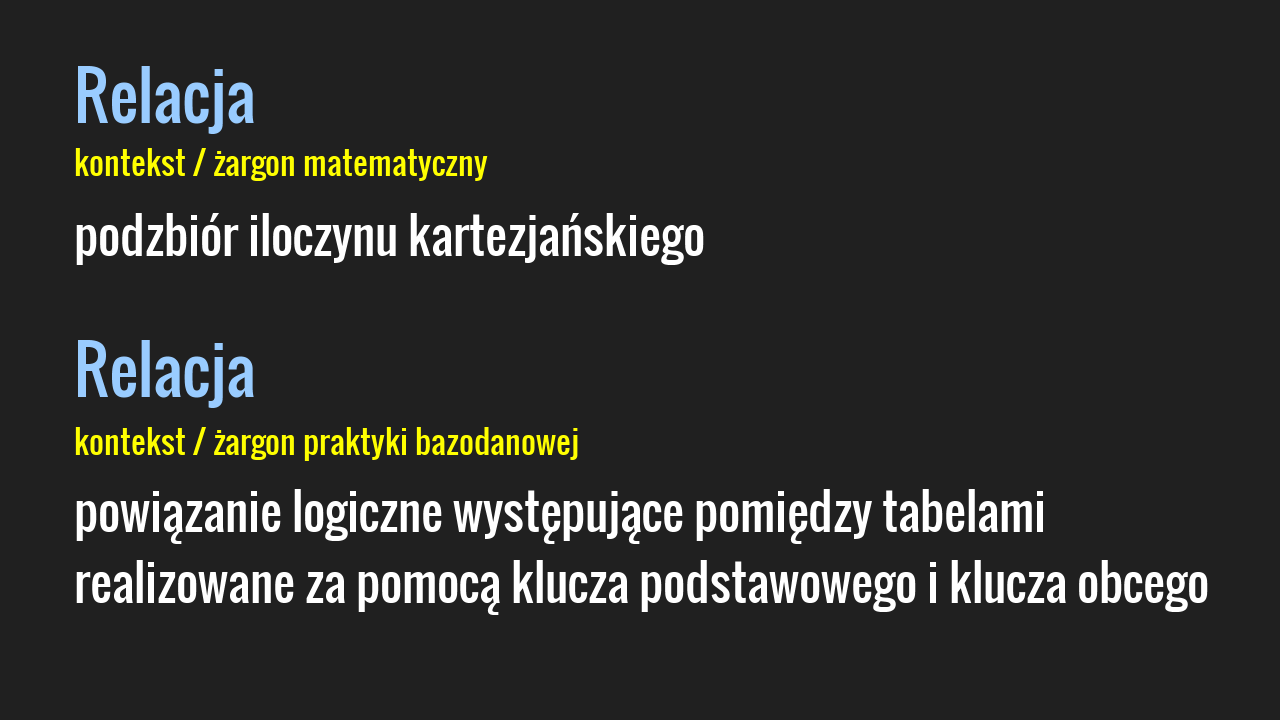 Relacja
kontekst / żargon matematyczny
podzbiór iloczynu kartezjańskiego
Relacja
kontekst / żargon praktyki bazodanowej
powiązanie logiczne występujące pomiędzy tabelami
realizowane za pomocą klucza podstawowego i klucza obcego